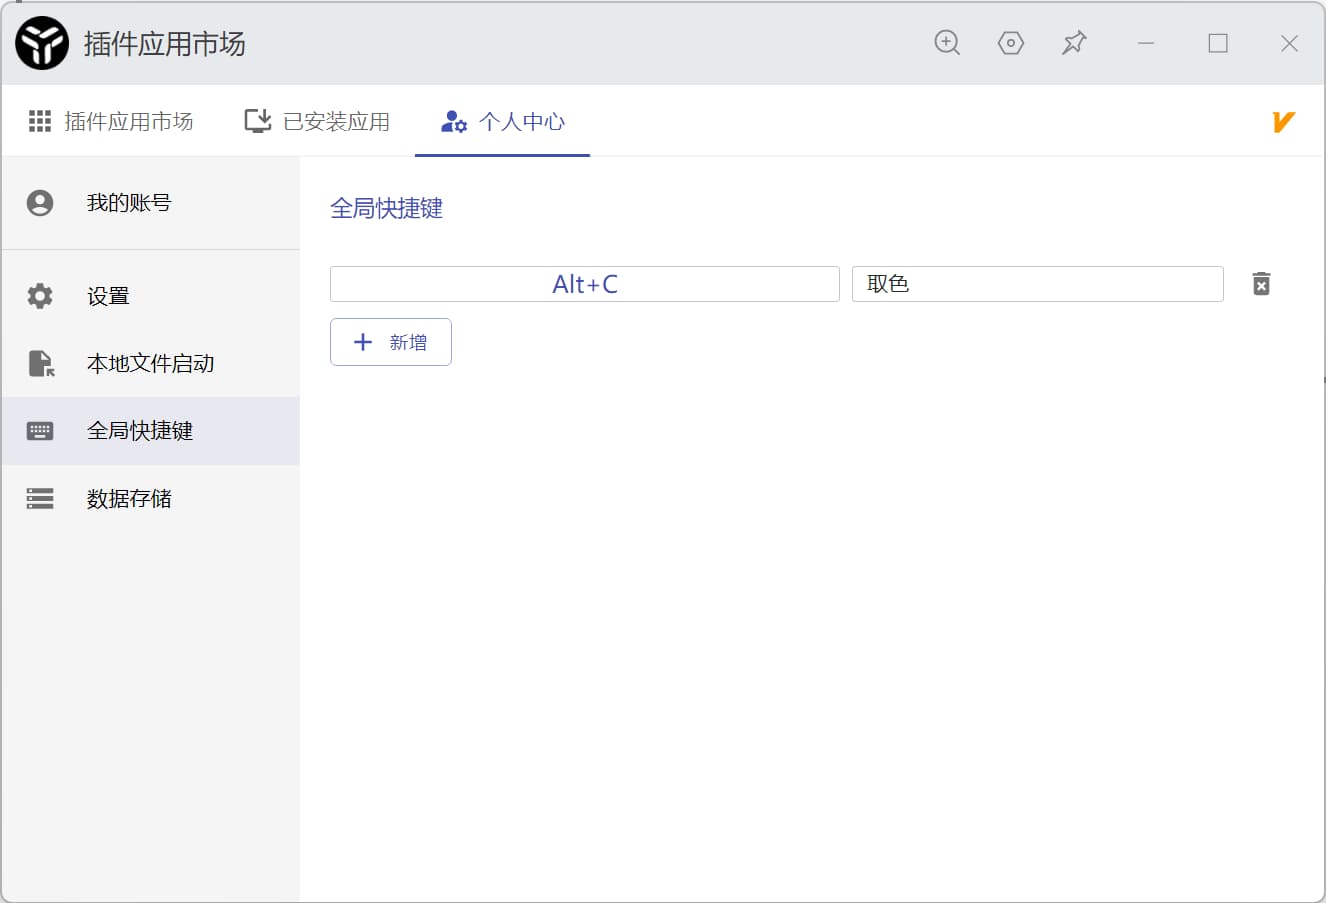 插件应用市场
插件应用市场
已安装应用
个人中心
我的账号
设置
本地文件启动
全局快捷键
数据存储
全局快捷键
Alt+C
取色
新增